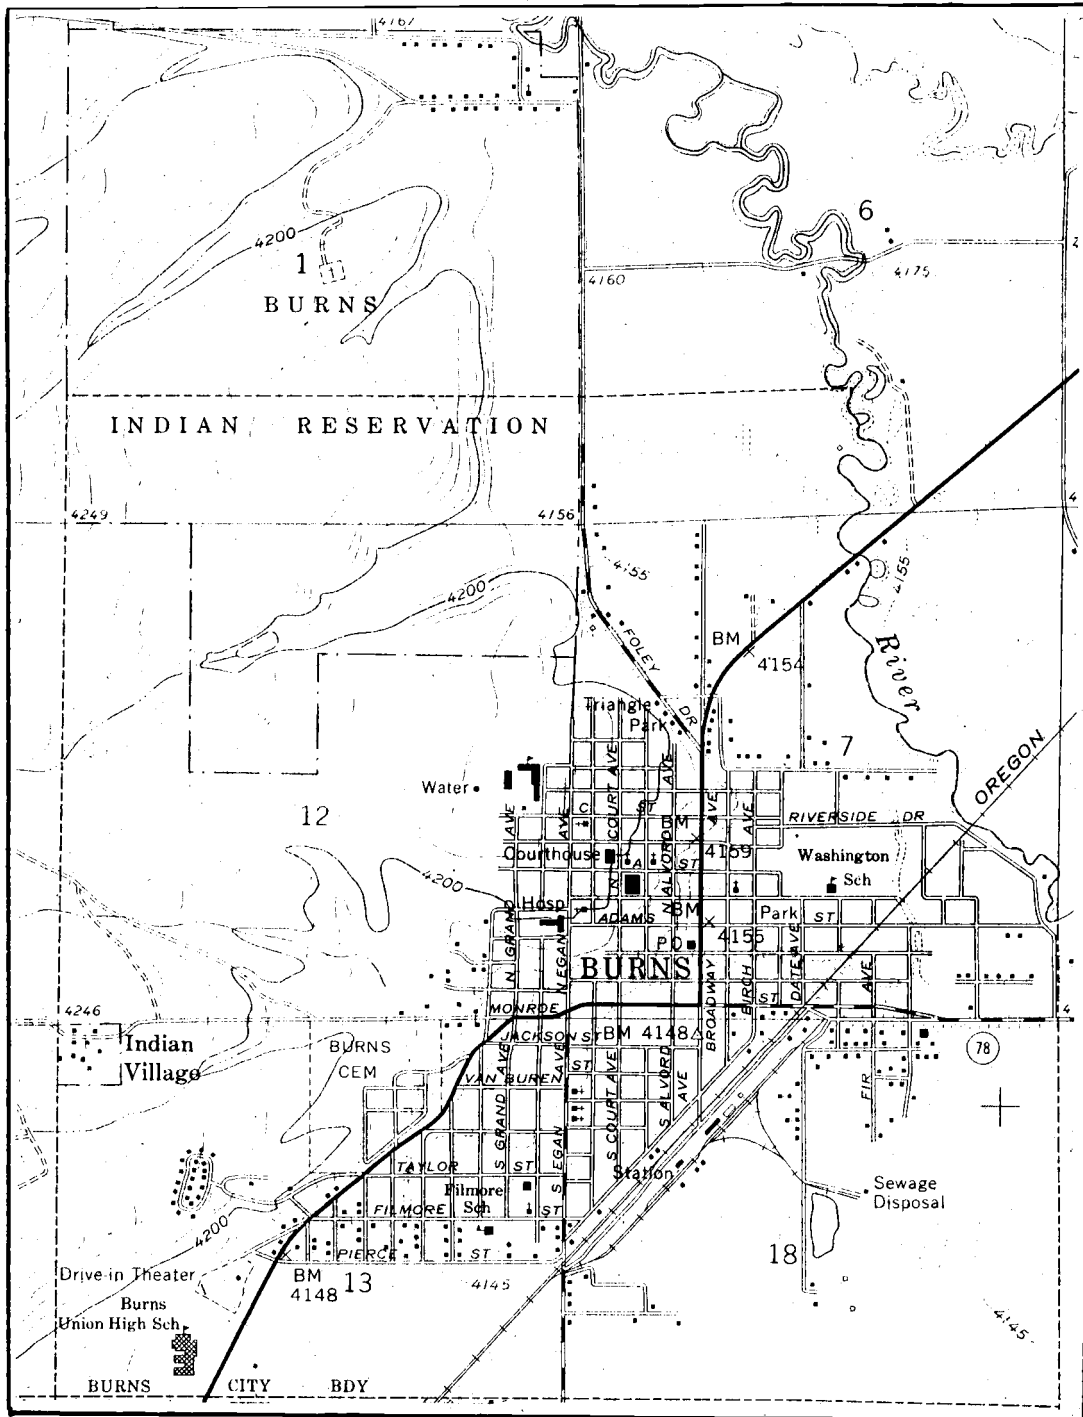 4167
6
4200
1
4160
4175
BURNS
INDIAN RESERVATION
4249
4156
4155
4155
4200
FOLEY DR
BM
4154
River
Triangle
Park
7
OREGON
Water
12
N GRAND AVE
N EGAN AVE
N COURT AVE
N ALVORD AVE
C ST
BM
AVE
AVE
RIVERSIDE DR
4159
Courthouse
A ST
Washington
Sch
4200
Hosp
ADAMS ST
BM
Park
4155
PO
BURNS
BROADWAY
BIRCH
DATE AVE
AVE
MONROE ST
4246
JACKSON ST
BM 4148
78
Indian
Village
BURNS
CEM
VAN BUREN ST
S GRAND AVE
S EGAN AVE
S COURT AVE
S ALVORD AVE
FIR
TAYLOR ST
Station
Filmore
Sch
FILMORE ST
Sewage
Disposal
4200
PIERCE ST
18
Drive-in Theater
BM
4148
13
4145
4145
Burns
Union High Sch
BURNS CITY BDY